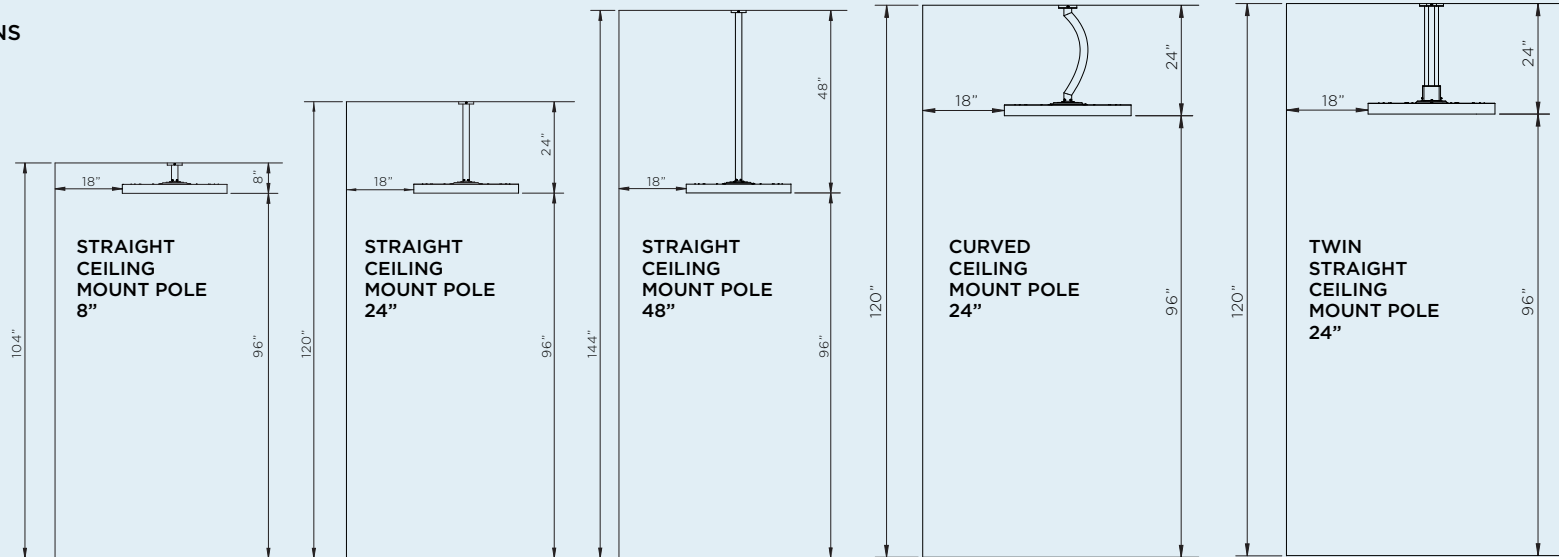 NS
104”
18”
8”
96”
STRAIGHT
CEILING
MOUNT POLE
8”
120”
18”
24”
96”
STRAIGHT
CEILING
MOUNT POLE
24”
144”
18”
48”
96”
STRAIGHT
CEILING
MOUNT POLE
48”
120”
18”
24”
96”
CURVED
CEILING
MOUNT POLE
24”
120”
18”
24”
96”
TWIN
STRAIGHT
CEILING
MOUNT POLE
24”